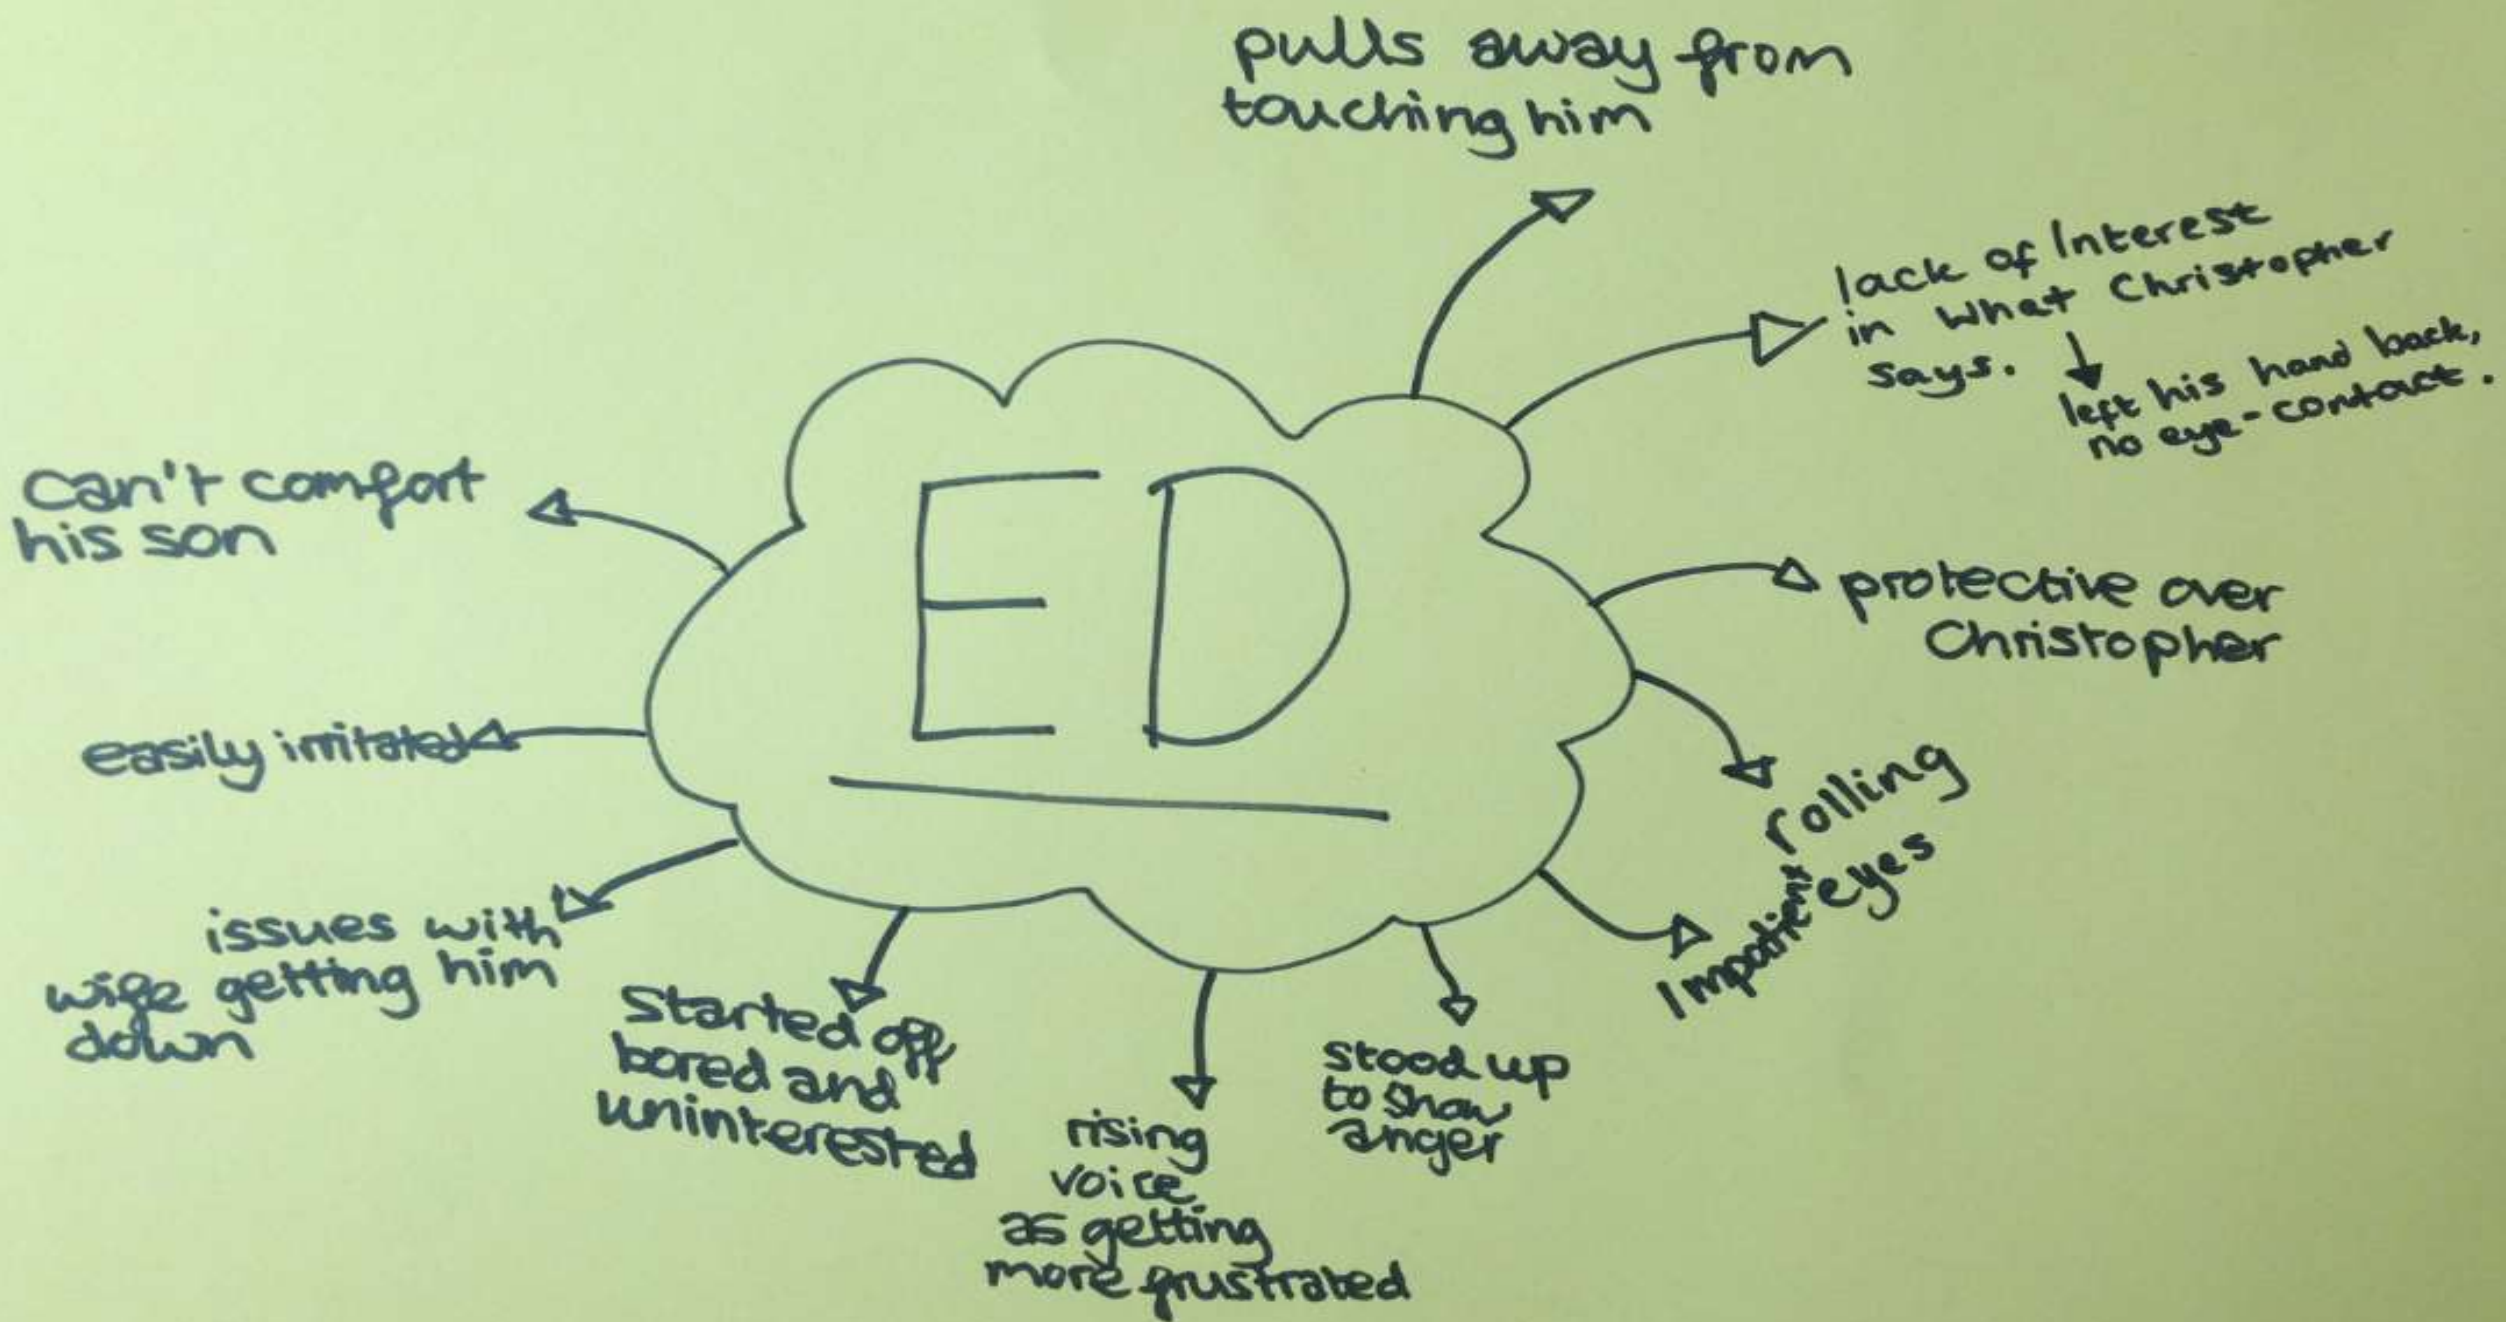 pulls away from
touching him
lack of Interest
in what Christopher
says.
left his hand back,
no eye-contact.
can't comfort
his son
ED
protective over
Christopher
easily irritated
rolling
eyes
Impatient
issues with
wife getting him
down
Started off
bored and
uninterested
rising
voice
as getting
more frustrated
stood up
to show
anger